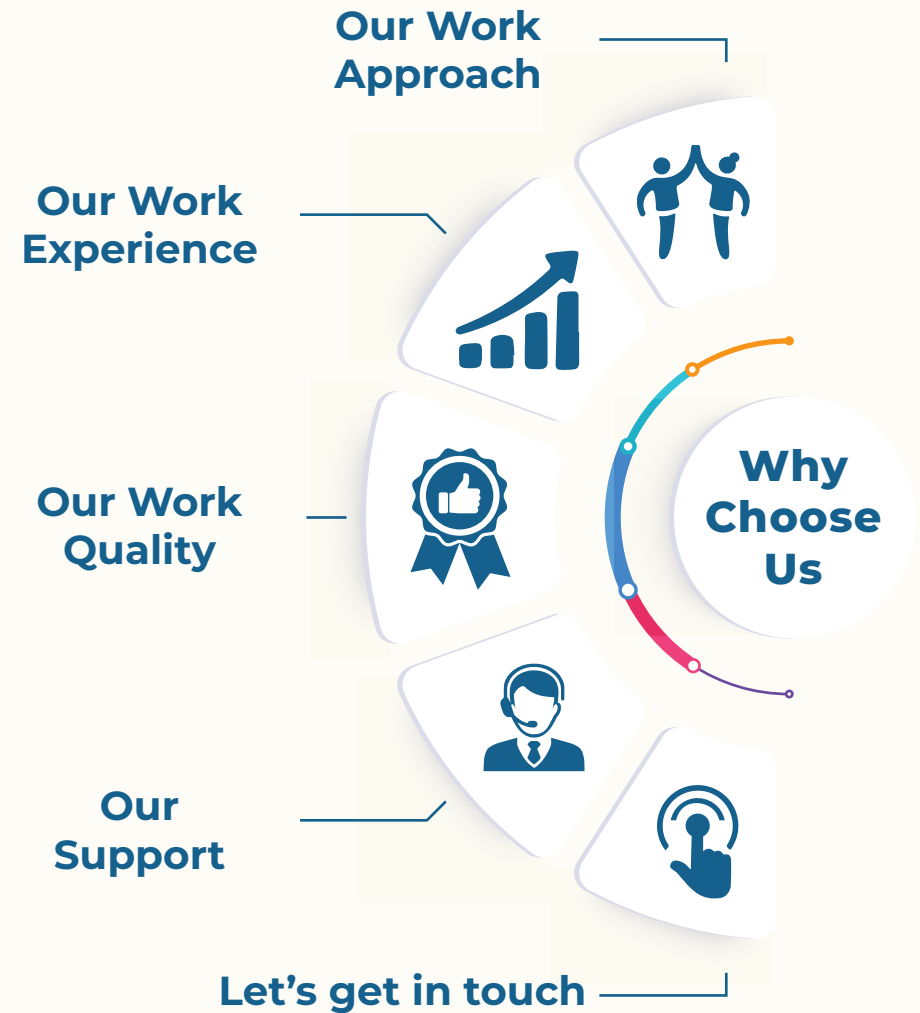 Our Work
Approach
Our Work
Experience
Our Work
Quality
Why
Choose
Us
Our
Support
Let’s get in touch